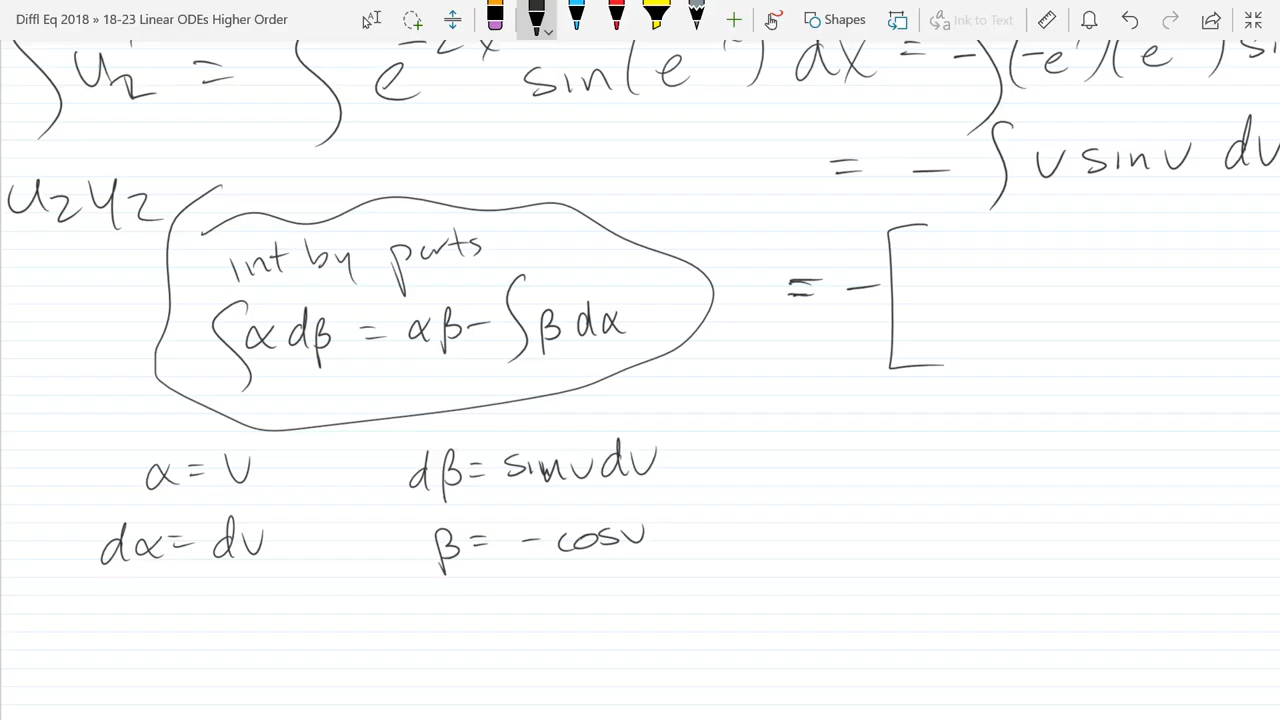 Diffl Eq 2018 » 18-23 Linear ODEs Higher Order
Shapes
Ink to Text
∫ u₂' = ∫ e^-2x sin(e ) dx = -∫(-e )(e ) si
= - ∫ v sin v dv
u₂y₂
int by parts
∫ α dβ = αβ - ∫ β dα
= - [
α = v dβ = sin v dv
dα = dv β = - cos v